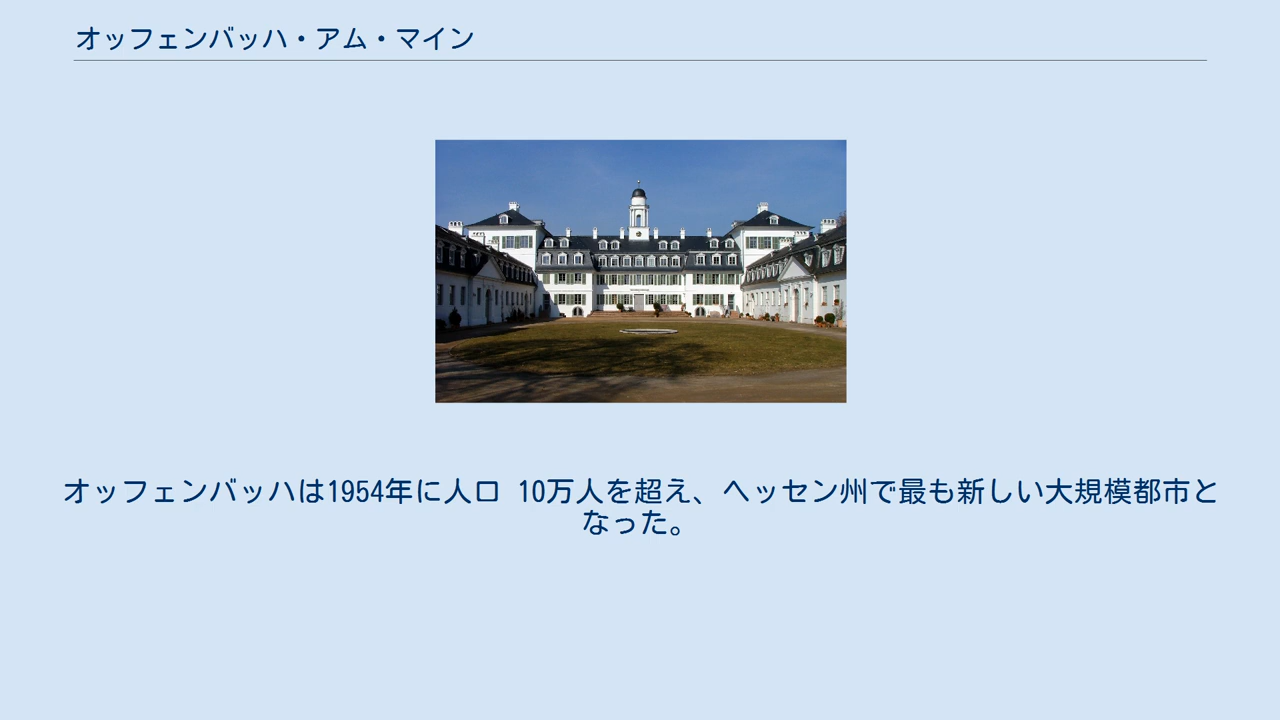 オッフェンバッハ・アム・マイン
オッフェンバッハは1954年に人口 10万人を超え、ヘッセン州で最も新しい大規模都市と
なった。